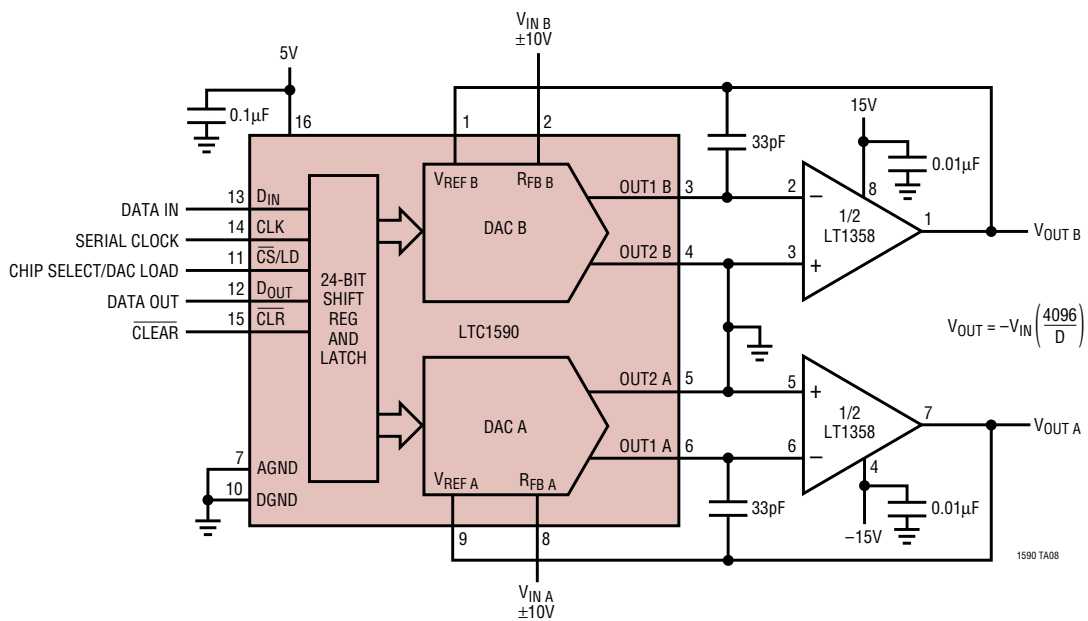 V_IN B
±10V
5V
0.1µF
16
1
2
33pF
15V
0.01µF
8
V_REF B
R_FB B
OUT1 B
3
2
–
DAC B
1/2
LT1358
1
V_OUT B
OUT2 B
4
3
+
DATA IN
13
D_IN
SERIAL CLOCK
14
CLK
CHIP SELECT/DAC LOAD
11
C̅S̅/LD
DATA OUT
12
D_OUT
C̅L̅E̅A̅R̅
15
C̅L̅R̅
24-BIT
SHIFT
REG
AND
LATCH
LTC1590
V_OUT = –V_IN (4096/D)
OUT2 A
5
5
+
DAC A
1/2
LT1358
7
V_OUT A
OUT1 A
6
6
–
4
7
AGND
10
DGND
V_REF A
R_FB A
33pF
0.01µF
–15V
9
8
V_IN A
±10V
1590 TA08